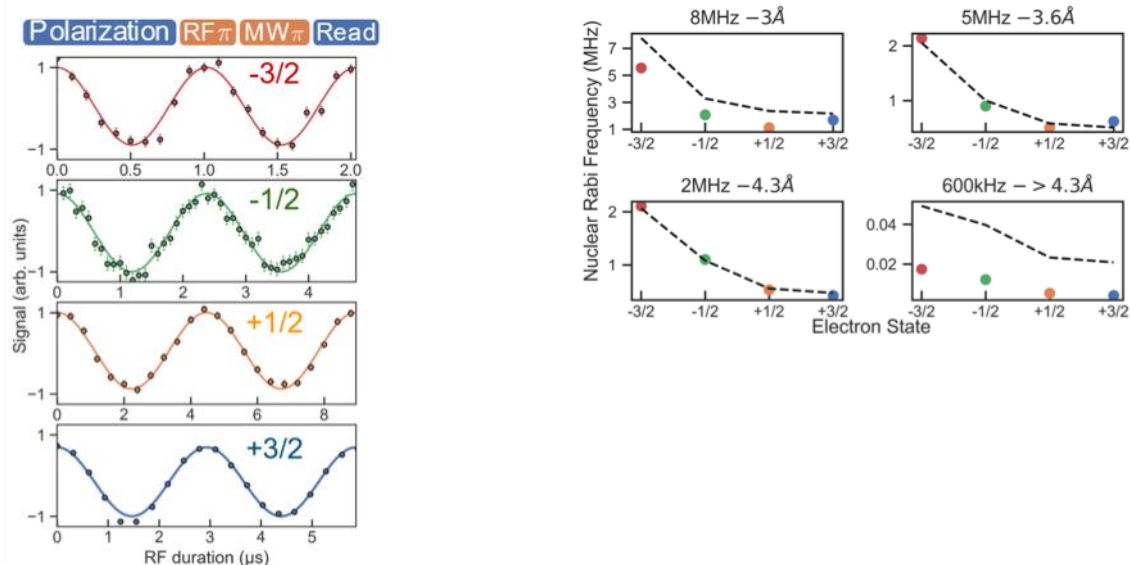 Polarization RFπ MWπ Read
Signal (arb. units)
1
-3/2
−1
0.0 0.5 1.0 1.5 2.0
1
-1/2
−1
0 1 2 3 4
1
+1/2
−1
0 2 4 6 8
1
+3/2
−1
0 1 2 3 4 5
RF duration (μs)
Nuclear Rabi Frequency (MHz)
8MHz −3Å
7
5
3
1
-3/2 -1/2 +1/2 +3/2
5MHz −3.6Å
2
1
-3/2 -1/2 +1/2 +3/2
2MHz −4.3Å
2
1
-3/2 -1/2 +1/2 +3/2
600kHz − > 4.3Å
0.04
0.02
-3/2 -1/2 +1/2 +3/2
Electron State